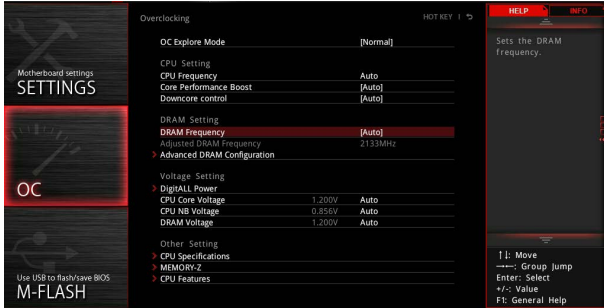 Overclocking
HOT KEY | ↶
HELP
INFO
OC Explore Mode [Normal]
CPU Setting
CPU Frequency Auto
Core Performance Boost [Auto]
Downcore control [Auto]
DRAM Setting
DRAM Frequency [Auto]
Adjusted DRAM Frequency 2133MHz
Advanced DRAM Configuration
Voltage Setting
DigitALL Power
CPU Core Voltage 1.200V Auto
CPU NB Voltage 0.856V Auto
DRAM Voltage 1.200V Auto
Other Setting
CPU Specifications
MEMORY-Z
CPU Features
Motherboard settings
SETTINGS
OC
Use USB to flash/save BIOS
M-FLASH
Sets the DRAM
frequency.
↑↓: Move
→←: Group Jump
Enter: Select
+/-: Value
F1: General Help